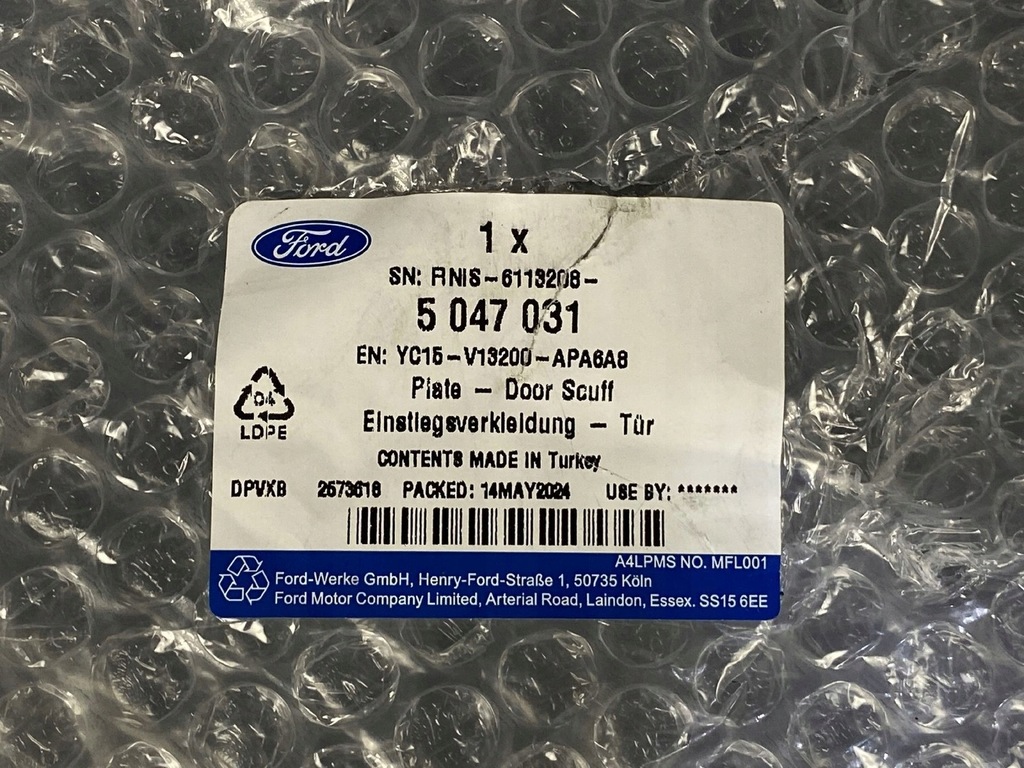 Ford
1 x
SN: FINIS-6113208-
5 047 031
EN: YC15-V13200-APA6A8
Plate - Door Scuff
Einstiegsverkleidung - Tür
04
LDPE
CONTENTS MADE IN Turkey
DPVXB 2573618 PACKED: 14MAY2024 USE BY: *******
A4LPMS NO. MFL001
Ford-Werke GmbH, Henry-Ford-Straße 1, 50735 Köln
Ford Motor Company Limited, Arterial Road, Laindon, Essex. SS15 6EE